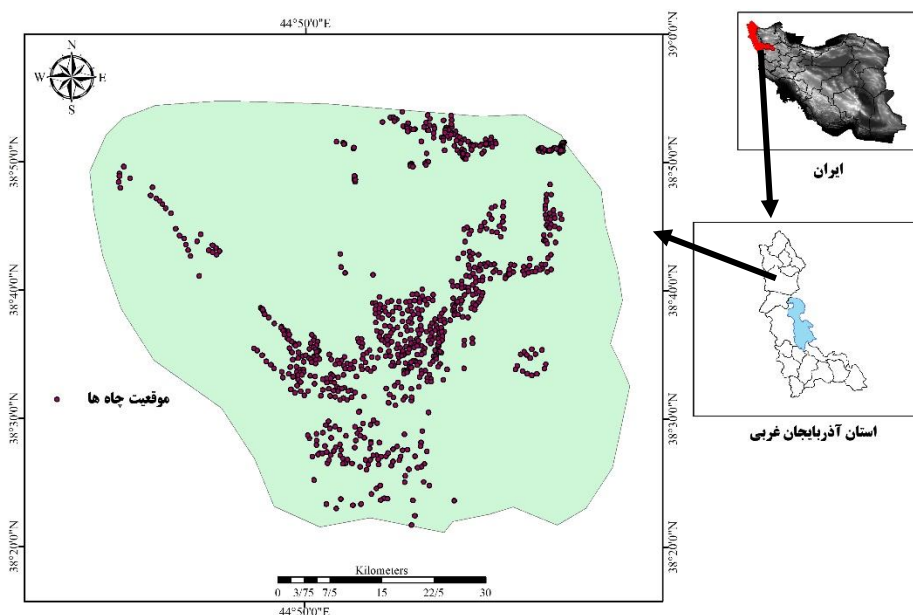 44°50'0"E
39°0'0"N
38°50'0"N
38°50'0"N
38°40'0"N
38°40'0"N
38°30'0"N
38°30'0"N
38°20'0"N
38°20'0"N
N
W E
S
موقعیت چاه ها
Kilometers
0 3/75 7/5 15 22/5 30
44°50'0"E
ایران
استان آذربایجان غربی